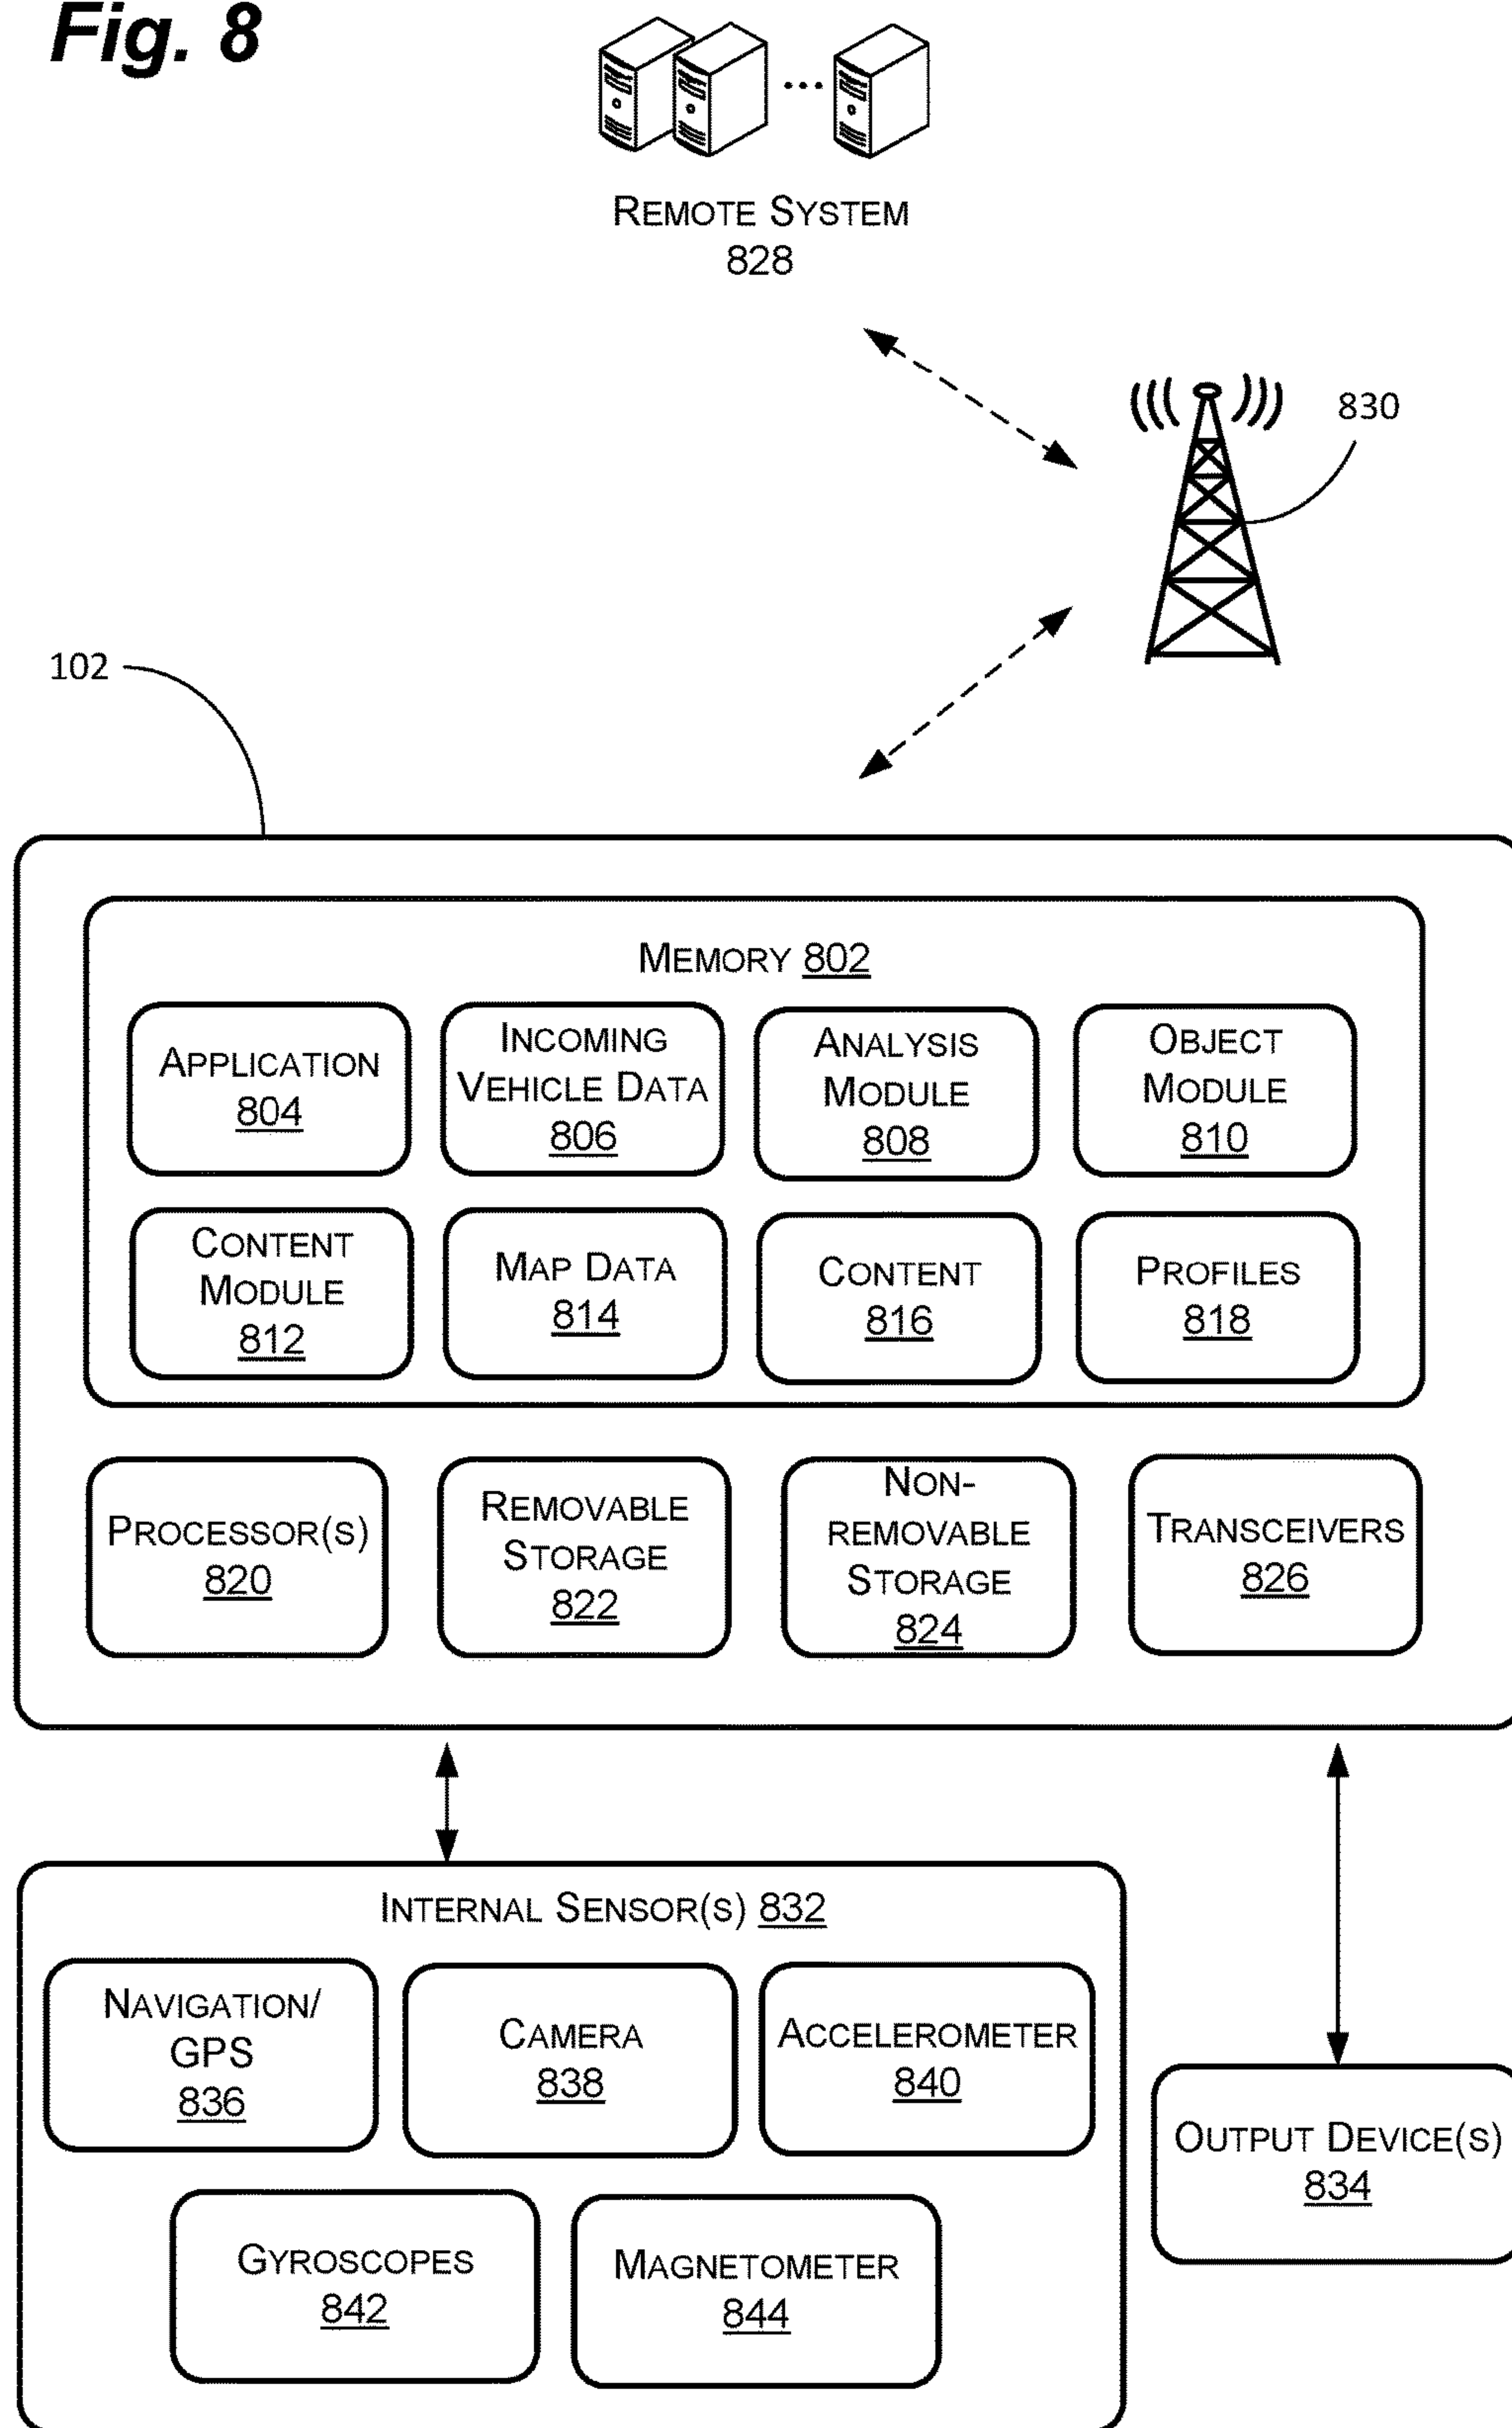 Fig. 8
REMOTE SYSTEM
828
830
102
MEMORY 802
APPLICATION
804
INCOMING
VEHICLE DATA
806
ANALYSIS
MODULE
808
OBJECT
MODULE
810
CONTENT
MODULE
812
MAP DATA
814
CONTENT
816
PROFILES
818
PROCESSOR(S)
820
REMOVABLE
STORAGE
822
NON-
REMOVABLE
STORAGE
824
TRANSCEIVERS
826
INTERNAL SENSOR(S) 832
NAVIGATION/
GPS
836
CAMERA
838
ACCELEROMETER
840
GYROSCOPES
842
MAGNETOMETER
844
OUTPUT DEVICE(S)
834